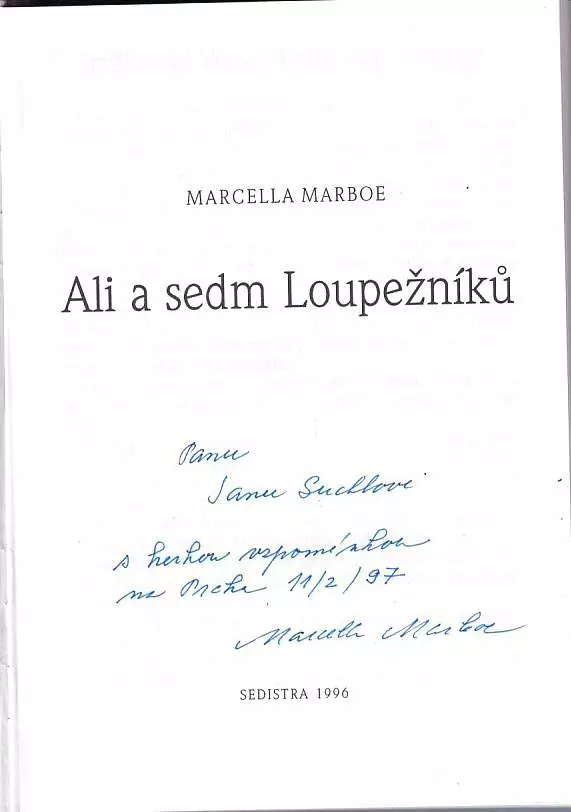 MARCELLA MARBOE
Ali a sedm Loupežníků
Panu
Janu Suchlovi
s hezkou vzpomínkou
na Prahu 11/2/97
Marcella Marboe
SEDISTRA 1996